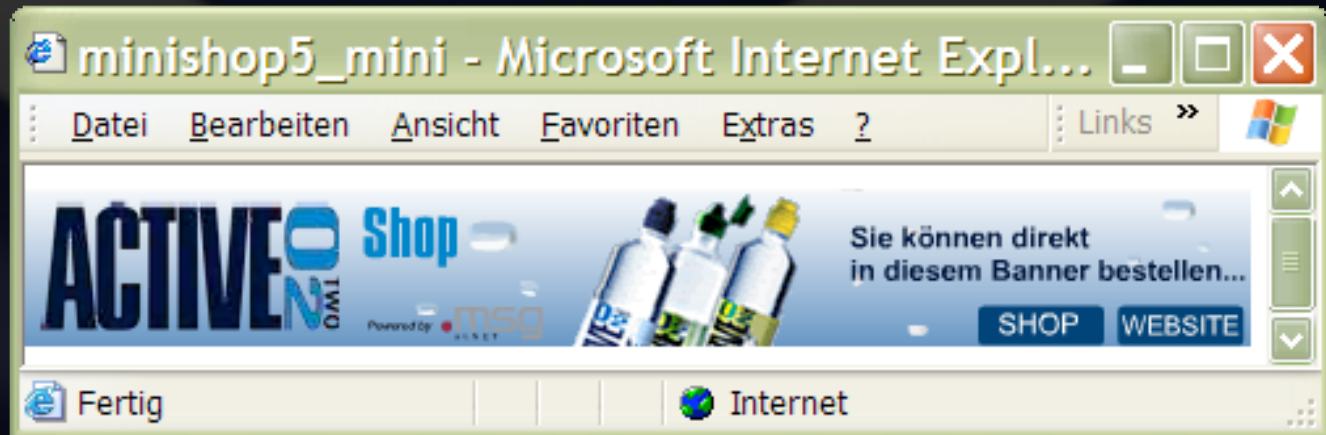 minishop5_mini - Microsoft Internet Expl...
Datei Bearbeiten Ansicht Favoriten Extras ? Links »
ACTIVE O2 TWO Shop
Sie können direkt
in diesem Banner bestellen...
Powered by msg
SHOP WEBSITE
Fertig Internet